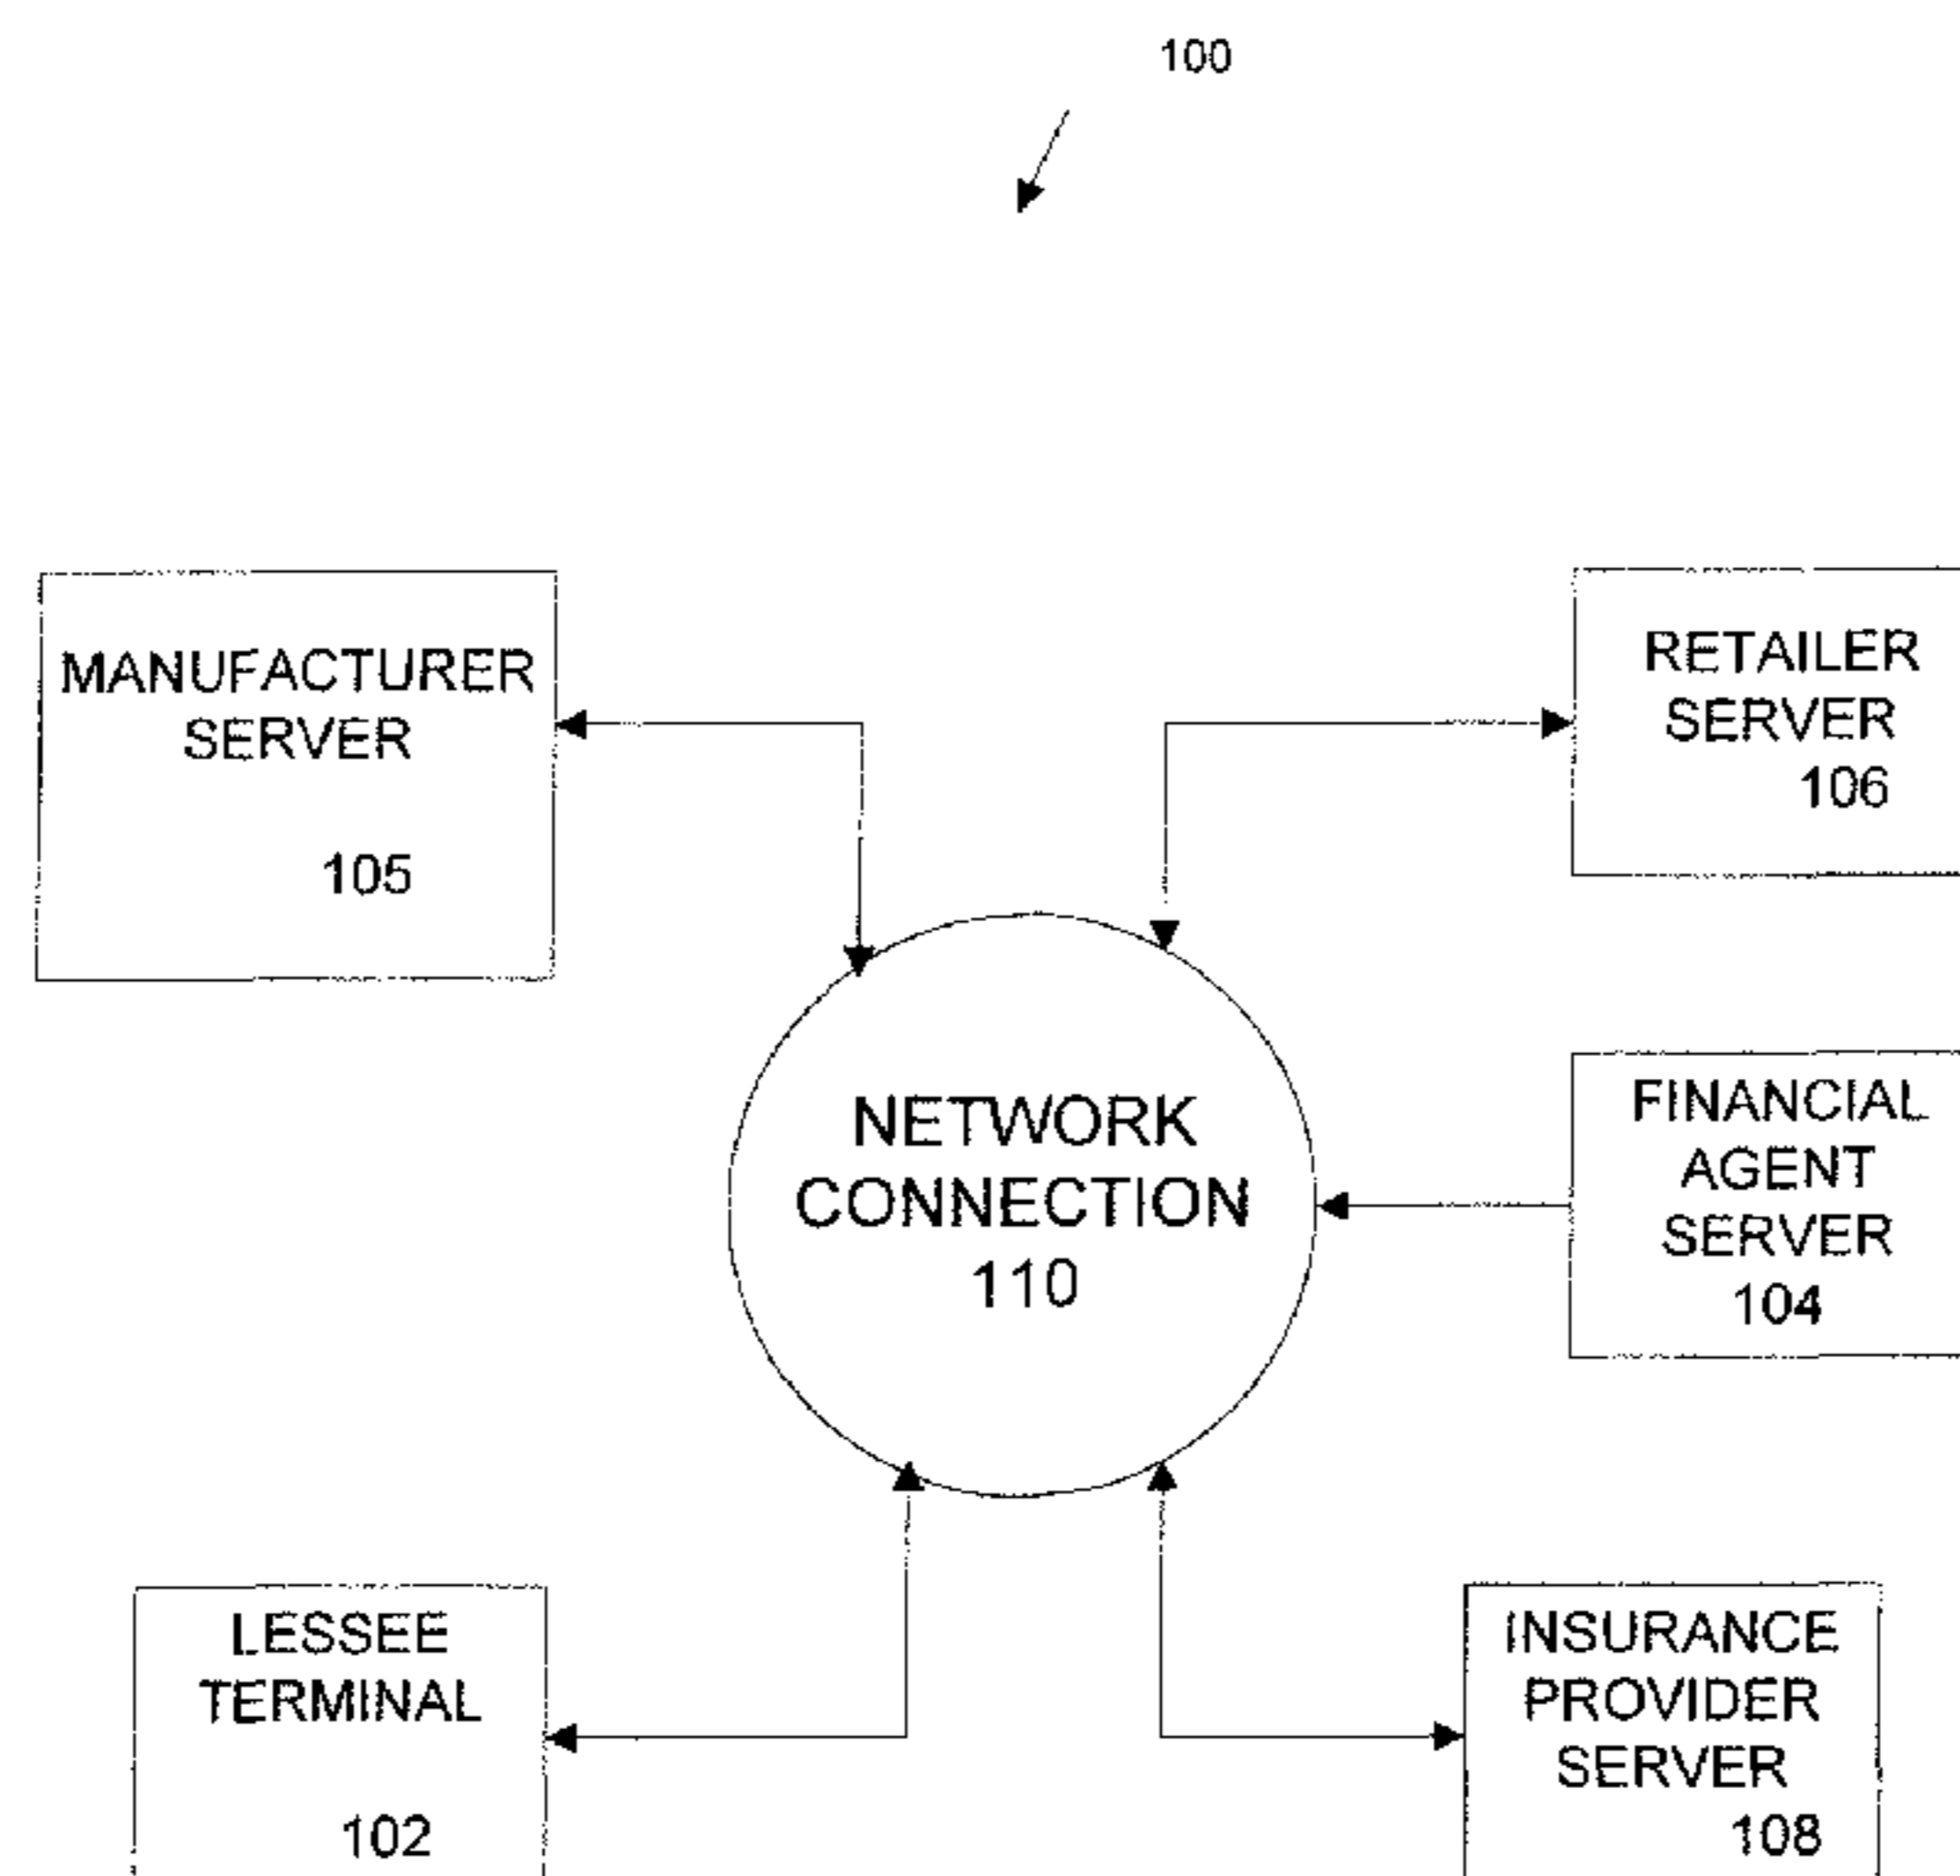 100
MANUFACTURER
SERVER
105
RETAILER
SERVER
106
NETWORK
CONNECTION
110
FINANCIAL
AGENT
SERVER
104
LESSEE
TERMINAL
102
INSURANCE
PROVIDER
SERVER
108